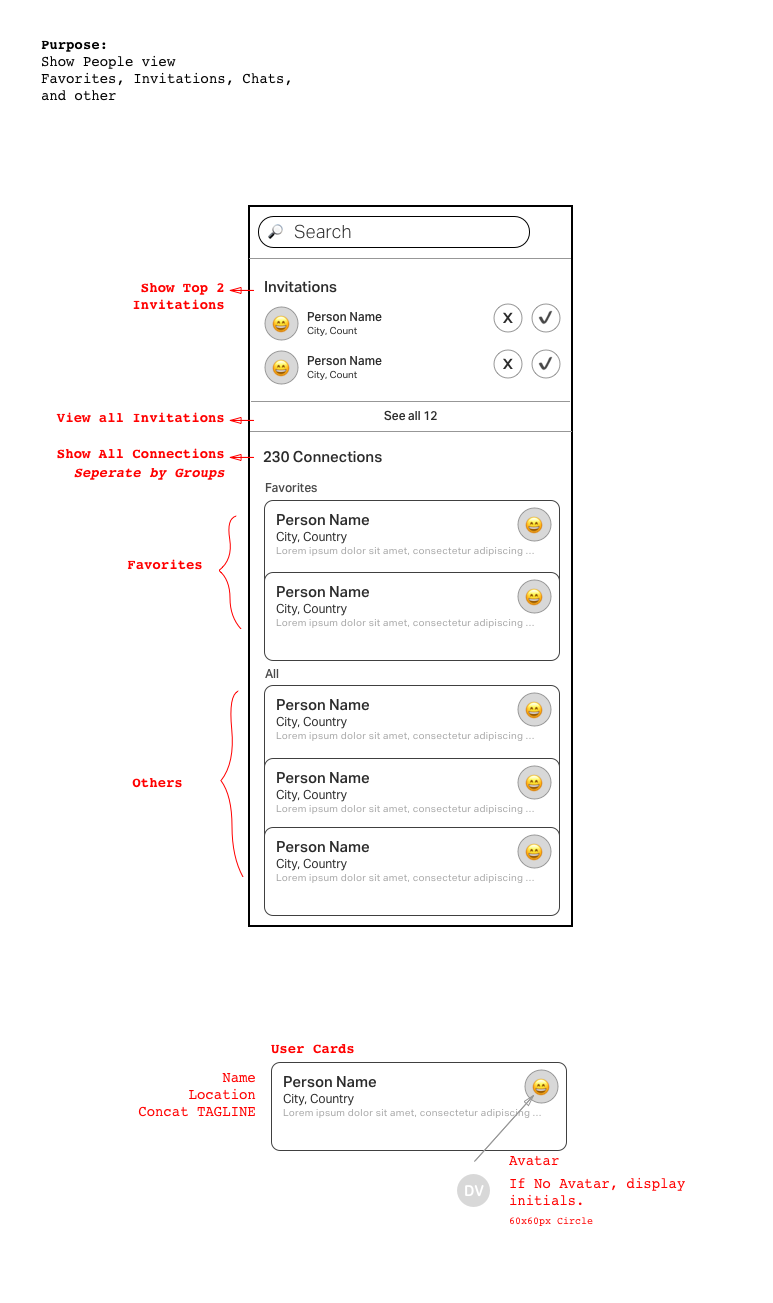 Purpose:
Show People view
Favorites, Invitations, Chats,
and other
Search
Show Top 2
Invitations
Invitations
Person Name
City, Count
X
Person Name
City, Count
X
View all Invitations
See all 12
Show All Connections
Seperate by Groups
230 Connections
Favorites
Favorites
Person Name
City, Country
Lorem ipsum dolor sit amet, consectetur adipiscing ...
Person Name
City, Country
Lorem ipsum dolor sit amet, consectetur adipiscing ...
All
Others
Person Name
City, Country
Lorem ipsum dolor sit amet, consectetur adipiscing ...
Person Name
City, Country
Lorem ipsum dolor sit amet, consectetur adipiscing ...
Person Name
City, Country
Lorem ipsum dolor sit amet, consectetur adipiscing ...
User Cards
Name
Location
Concat TAGLINE
Person Name
City, Country
Lorem ipsum dolor sit amet, consectetur adipiscing ...
DV
Avatar
If No Avatar, display
initials.
60x60px Circle